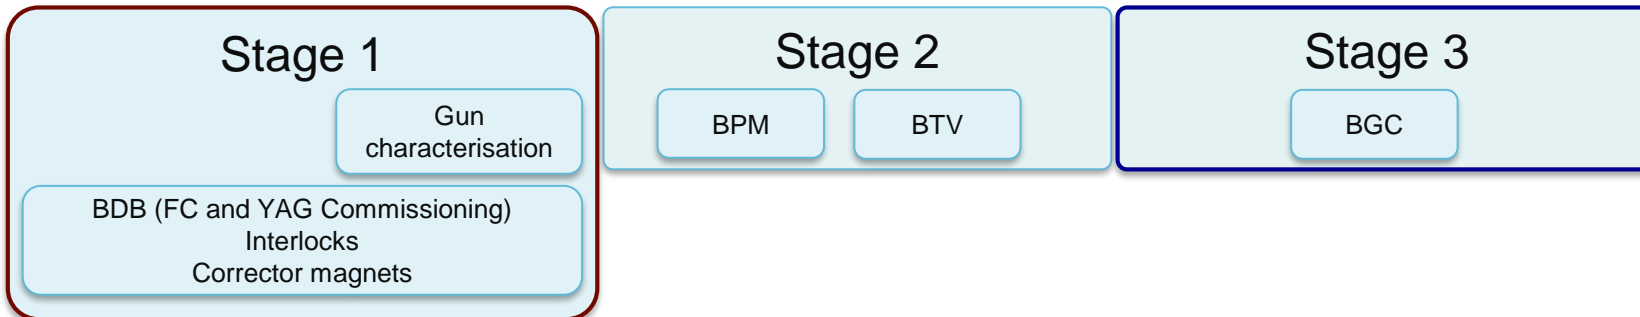 Stage 1
Gun
characterisation
BDB (FC and YAG Commissioning)
Interlocks
Corrector magnets
Stage 2
BPM
BTV
Stage 3
BGC